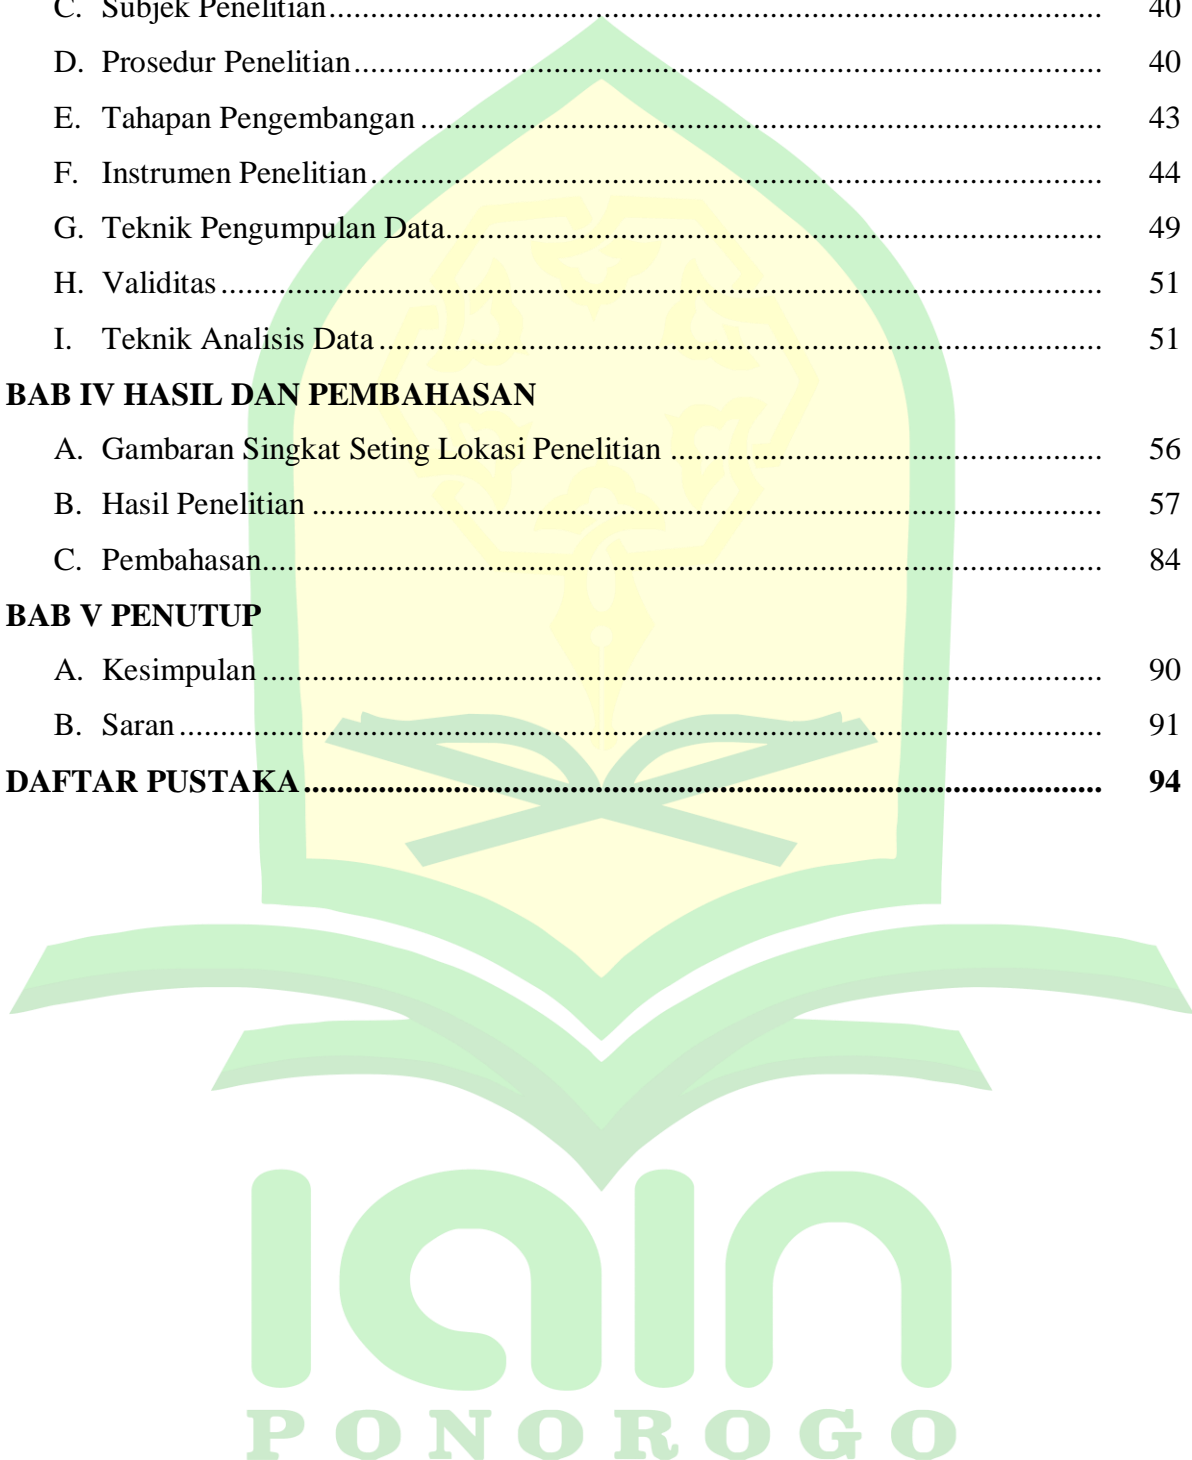 C. Subjek Penelitian.......................................................................................... 40
D. Prosedur Penelitian....................................................................................... 40
E. Tahapan Pengembangan ............................................................................... 43
F. Instrumen Penelitian..................................................................................... 44
G. Teknik Pengumpulan Data............................................................................ 49
H. Validitas ....................................................................................................... 51
I. Teknik Analisis Data .................................................................................... 51
BAB IV HASIL DAN PEMBAHASAN
A. Gambaran Singkat Seting Lokasi Penelitian .................................................... 56
B. Hasil Penelitian ............................................................................................ 57
C. Pembahasan.................................................................................................. 84
BAB V PENUTUP
A. Kesimpulan .................................................................................................. 90
B. Saran ............................................................................................................ 91
DAFTAR PUSTAKA ................................................................................................ 94
iain
PONOROGO